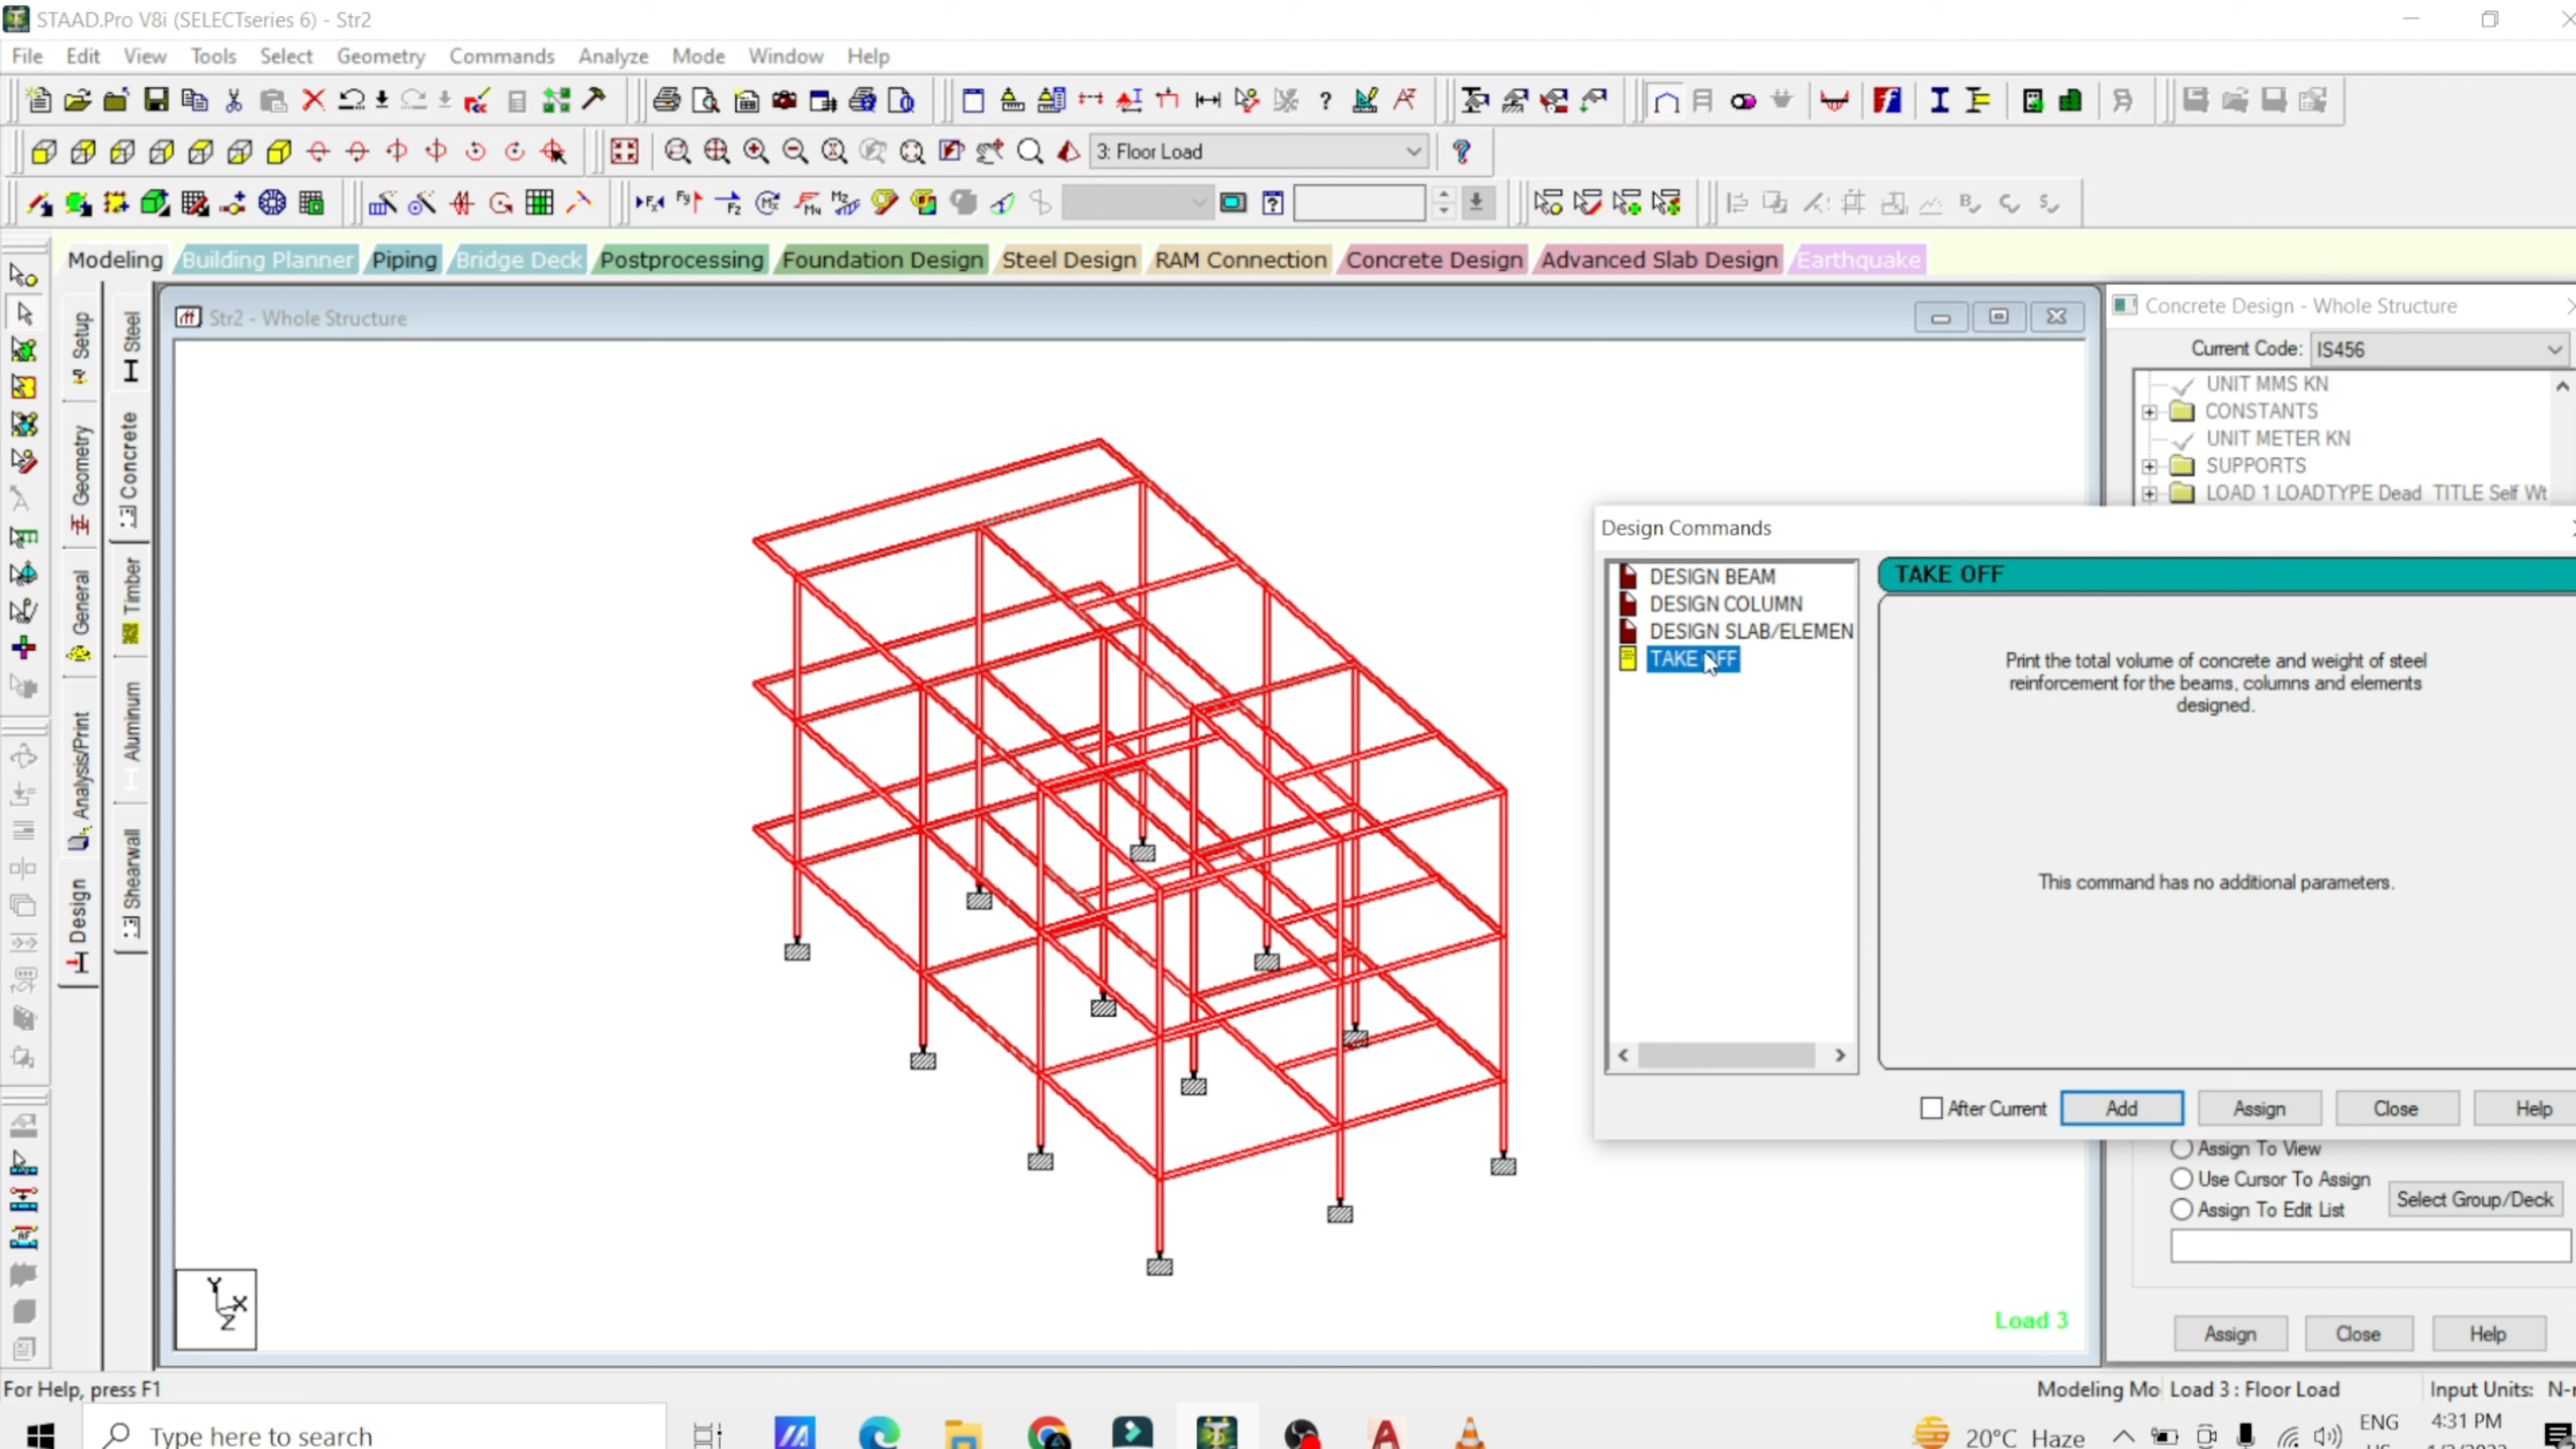 STAAD.Pro V8i (SELECTseries 6) - Str2
File Edit View Tools Select Geometry Commands Analyze Mode Window Help
3: Floor Load
Modeling Building Planner Piping Bridge Deck Postprocessing Foundation Design Steel Design RAM Connection Concrete Design Advanced Slab Design Earthquake
Setup
Geometry
General
Analysis/Print
Design
Steel
Concrete
Timber
Aluminum
Shearwall
Str2 - Whole Structure
Load 3
Concrete Design - Whole Structure
Current Code: IS456
UNIT MMS KN
CONSTANTS
UNIT METER KN
SUPPORTS
LOAD 1 LOADTYPE Dead TITLE Self Wt
Design Commands
DESIGN BEAM
DESIGN COLUMN
DESIGN SLAB/ELEMEN
TAKE OFF
TAKE OFF
Print the total volume of concrete and weight of steel
reinforcement for the beams, columns and elements
designed.
This command has no additional parameters.
After Current Add Assign Close Help
Assign To View
Use Cursor To Assign
Assign To Edit List
Select Group/Deck
Assign Close Help
For Help, press F1
Modeling Mo Load 3 : Floor Load Input Units:
Type here to search
20°C Haze
ENG
4:31 PM